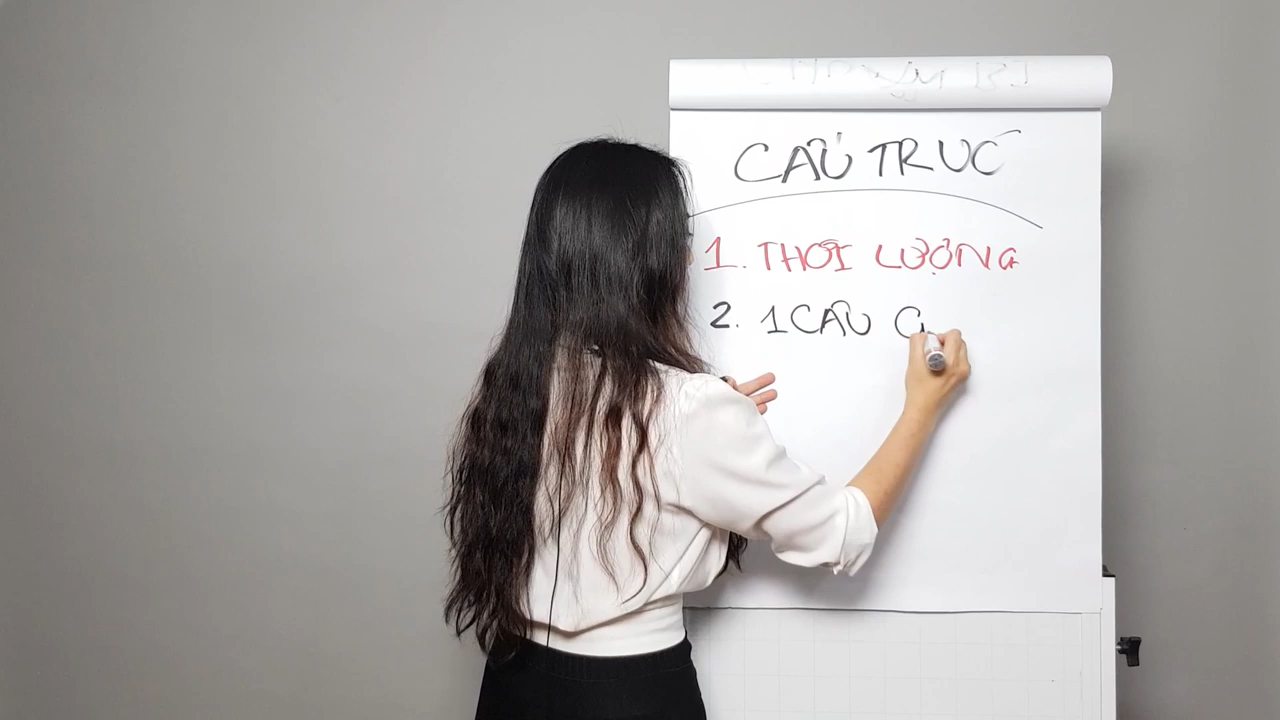 CẤU TRÚC
1. THỜI LƯỢNG
2. 1 CÂU G